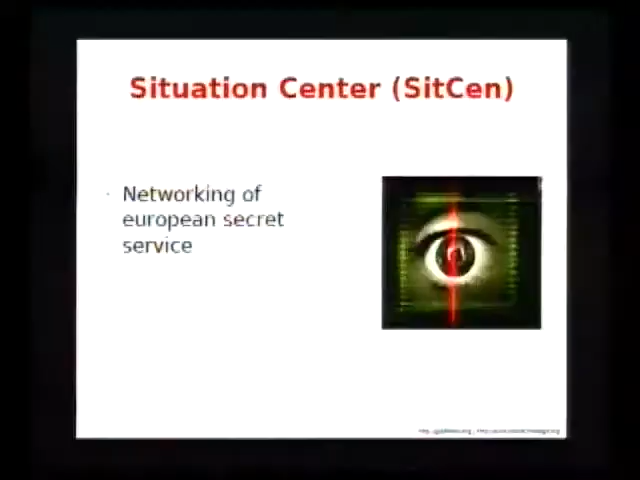 Situation Center (SitCen)
Networking of
european secret
service